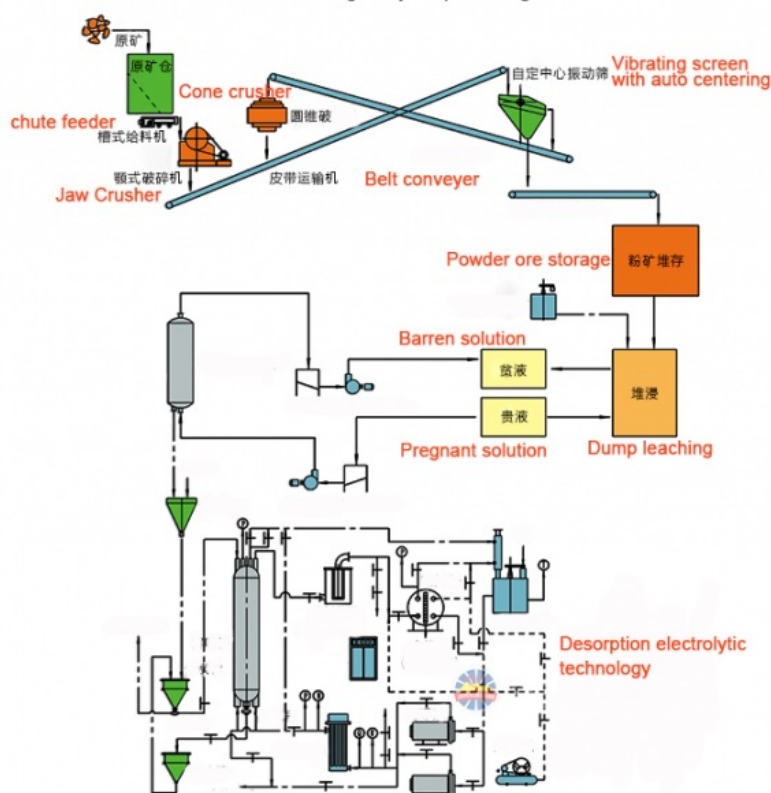 原矿
原矿仓
Cone crusher
自定中心振动筛
Vibrating screen
with auto centering
chute feeder
槽式给料机
圆维破
颚式破碎机
皮带运输机
Belt conveyer
Jaw Crusher
Powder ore storage
粉矿堆存
Barren solution
贫液
堆浸
贵液
Pregnant solution
Dump leaching
P
P
Desorption electrolytic
technology